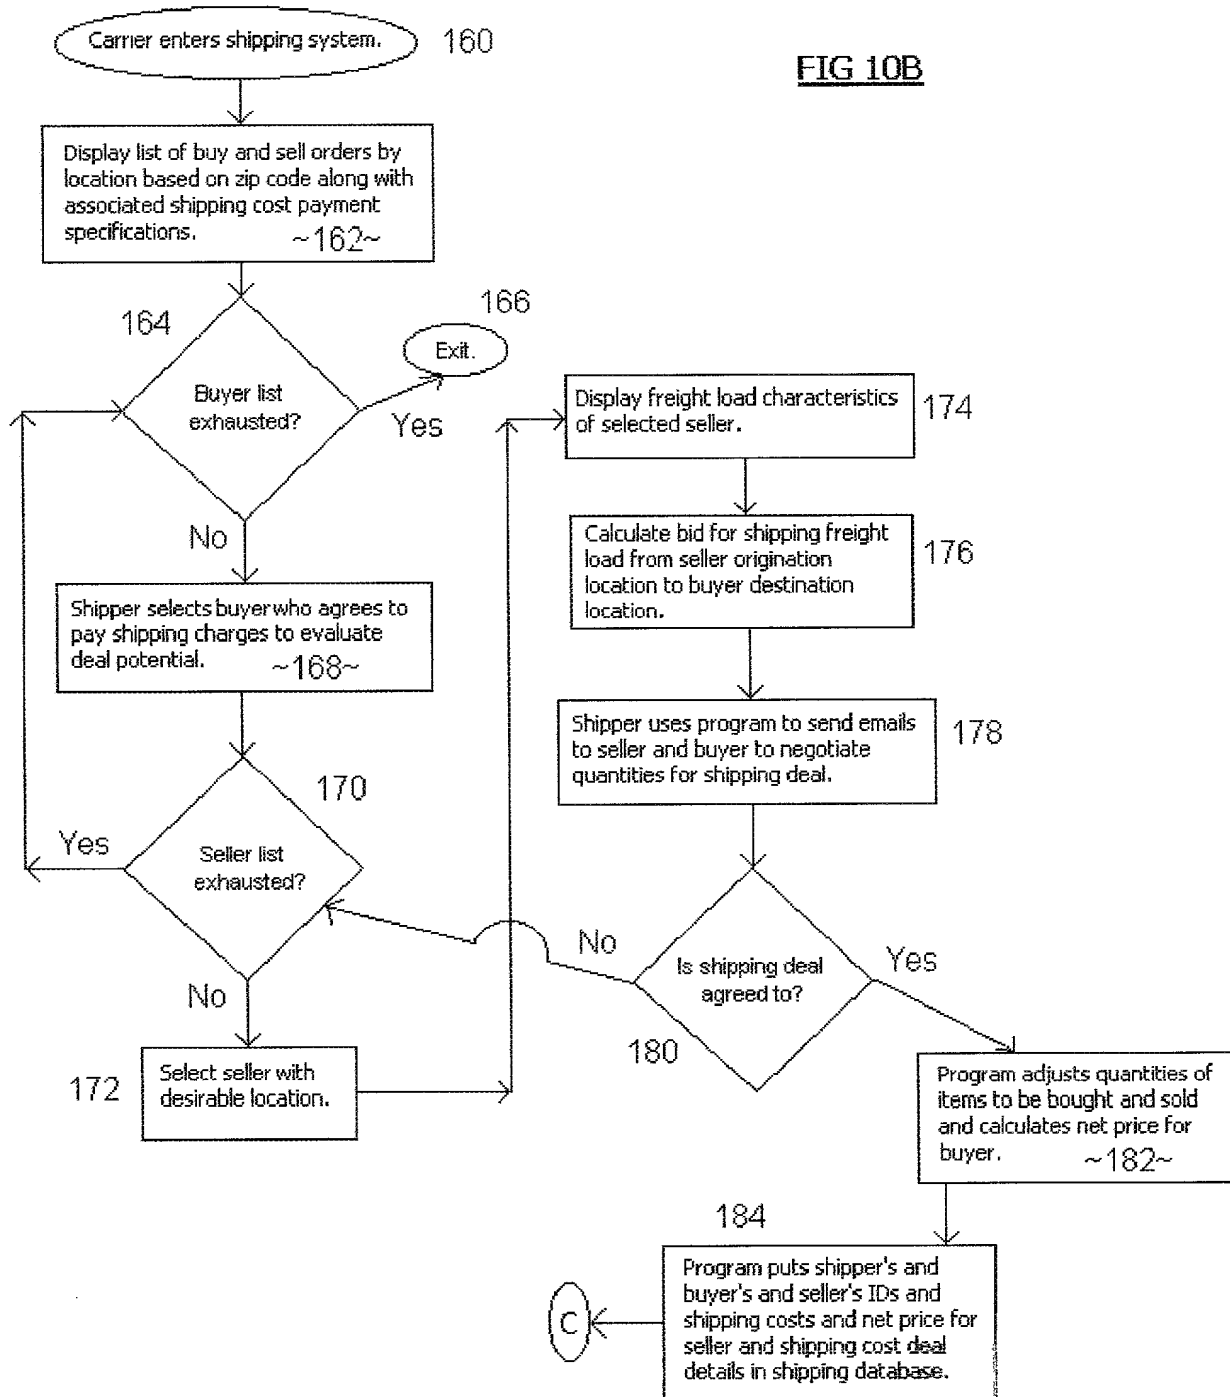 Carrier enters shipping system.
160
FIG 10B
Display list of buy and sell orders by
location based on zip code along with
associated shipping cost payment
specifications.
~162~
164
Buyer list
exhausted?
166
Exit.
Yes
No
Shipper selects buyer who agrees to
pay shipping charges to evaluate
deal potential.
~168~
170
Seller list
exhausted?
Yes
No
172
Select seller with
desirable location.
Display freight load characteristics
of selected seller.
174
Calculate bid for shipping freight
load from seller origination
location to buyer destination
location.
176
Shipper uses program to send emails
to seller and buyer to negotiate
quantities for shipping deal.
178
Is shipping deal
agreed to?
No
Yes
180
Program adjusts quantities of
items to be bought and sold
and calculates net price for
buyer.
~182~
184
Program puts shipper's and
buyer's and seller's IDs and
shipping costs and net price for
seller and shipping cost deal
details in shipping database.
C